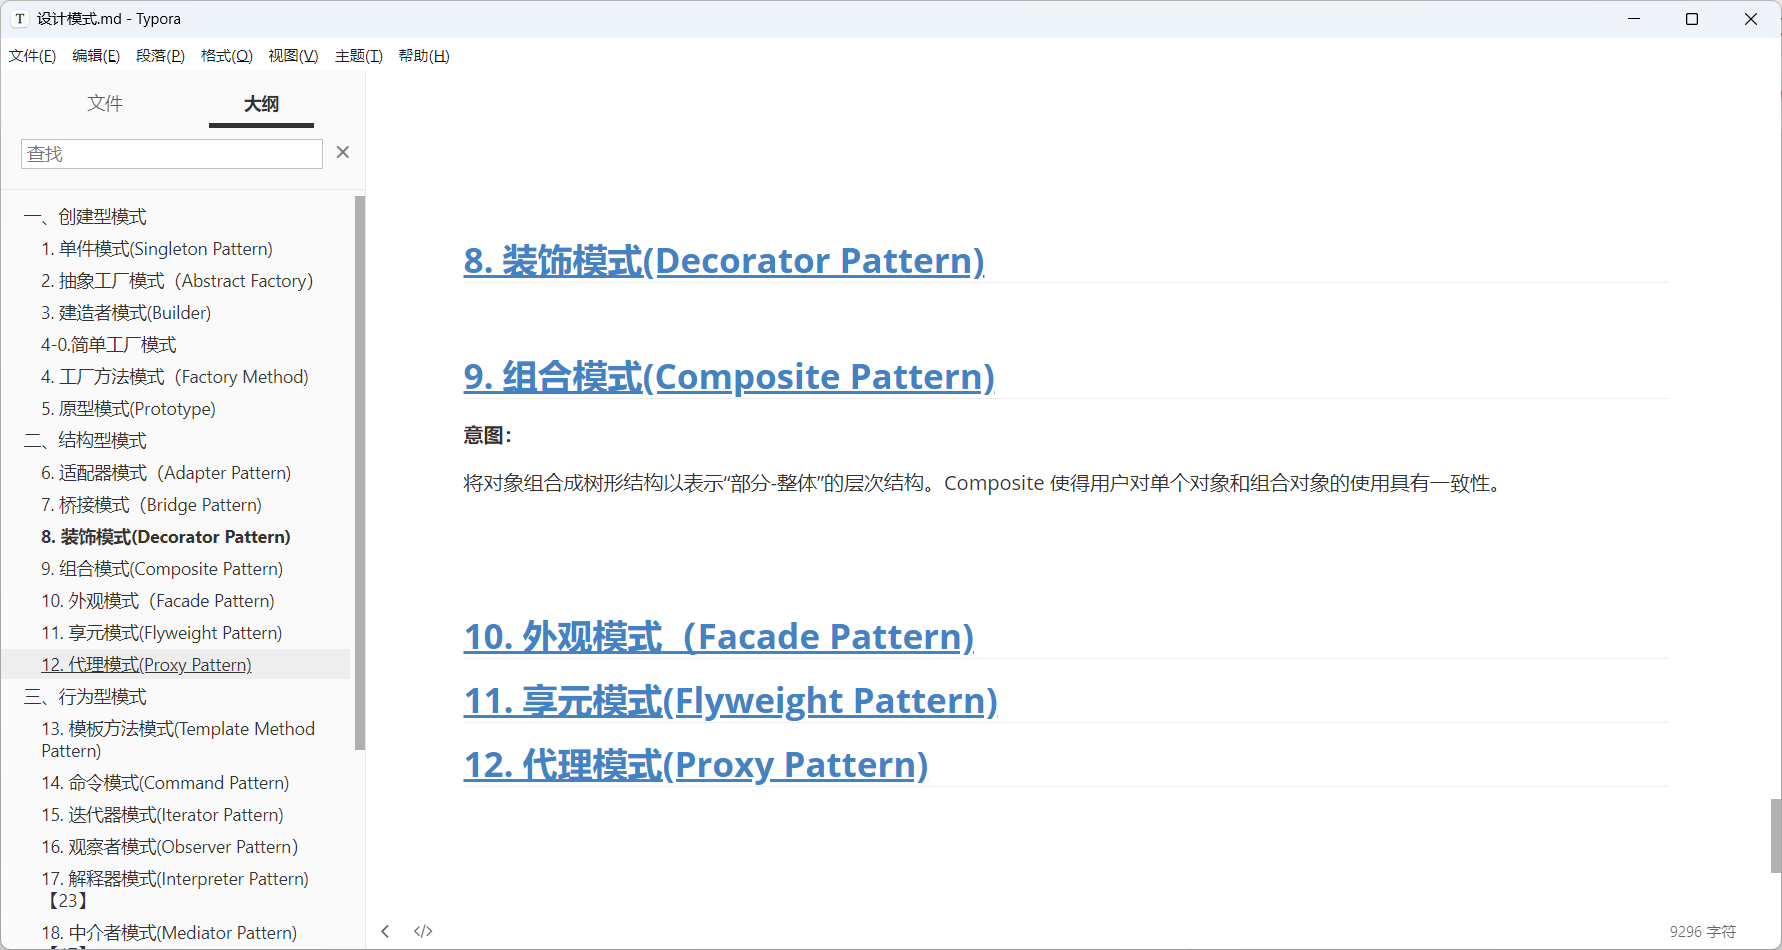 T 设计模式.md - Typora
文件(F) 编辑(E) 段落(P) 格式(O) 视图(V) 主题(T) 帮助(H)
文件 大纲
查找
一、创建型模式
1. 单件模式(Singleton Pattern)
2. 抽象工厂模式（Abstract Factory）
3. 建造者模式(Builder)
4-0.简单工厂模式
4. 工厂方法模式（Factory Method)
5. 原型模式(Prototype)
二、结构型模式
6. 适配器模式（Adapter Pattern)
7. 桥接模式（Bridge Pattern)
8. 装饰模式(Decorator Pattern)
9. 组合模式(Composite Pattern)
10. 外观模式（Facade Pattern)
11. 享元模式(Flyweight Pattern)
12. 代理模式(Proxy Pattern)
三、行为型模式
13. 模板方法模式(Template Method
Pattern)
14. 命令模式(Command Pattern)
15. 迭代器模式(Iterator Pattern)
16. 观察者模式(Observer Pattern）
17. 解释器模式(Interpreter Pattern)
【23】
18. 中介者模式(Mediator Pattern)
8. 装饰模式(Decorator Pattern)
9. 组合模式(Composite Pattern)
意图：
将对象组合成树形结构以表示“部分-整体”的层次结构。Composite 使得用户对单个对象和组合对象的使用具有一致性。
10. 外观模式（Facade Pattern)
11. 享元模式(Flyweight Pattern)
12. 代理模式(Proxy Pattern)
9296 字符